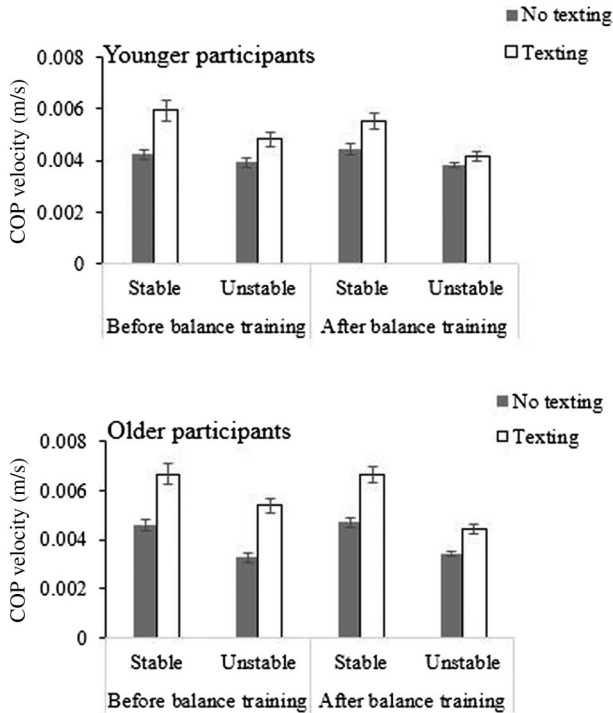 No texting
Texting
Younger participants
COP velocity (m/s)
0.008
0.006
0.004
0.002
0
Stable Unstable Stable Unstable
Before balance training After balance training
No texting
Texting
Older participants
COP velocity (m/s)
0.008
0.006
0.004
0.002
0
Stable Unstable Stable Unstable
Before balance training After balance training